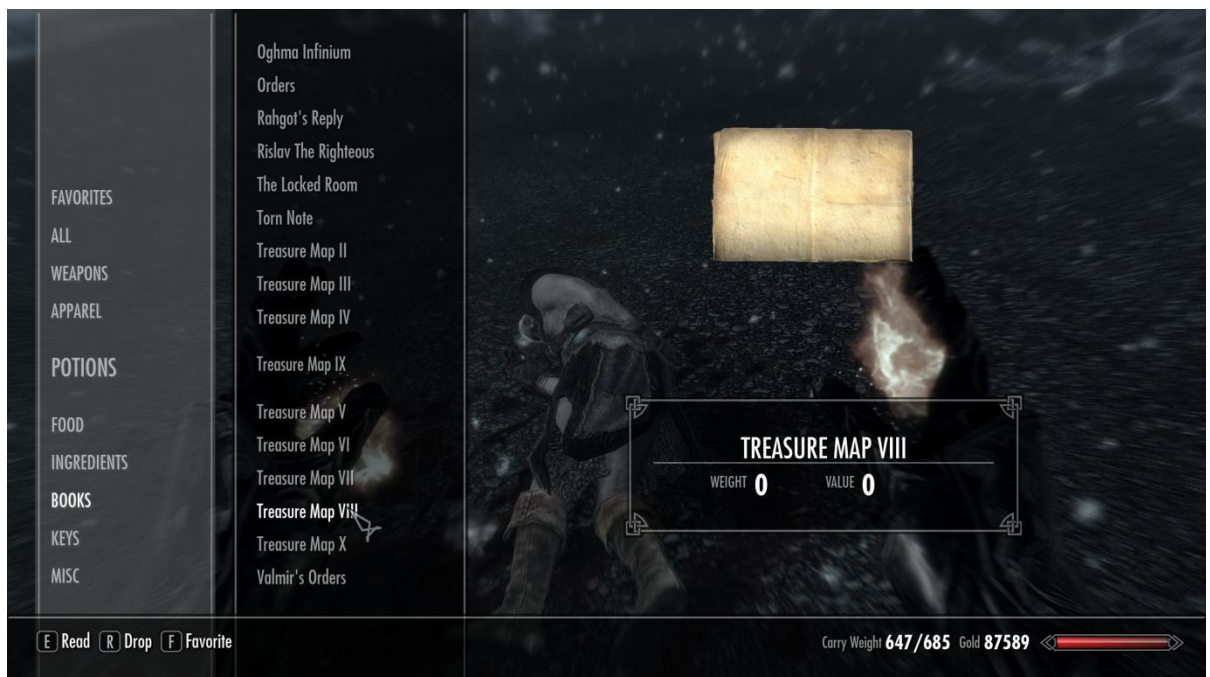 FAVORITES
ALL
WEAPONS
APPAREL
POTIONS
FOOD
INGREDIENTS
BOOKS
KEYS
MISC
Oghma Infinium
Orders
Rahgot's Reply
Rislav The Righteous
The Locked Room
Torn Note
Treasure Map II
Treasure Map III
Treasure Map IV
Treasure Map IX
Treasure Map V
Treasure Map VI
Treasure Map VII
Treasure Map VIII
Treasure Map X
Valmir's Orders
TREASURE MAP VIII
WEIGHT 0 VALUE 0
E Read R Drop F Favorite
Carry Weight 647/685 Gold 87589